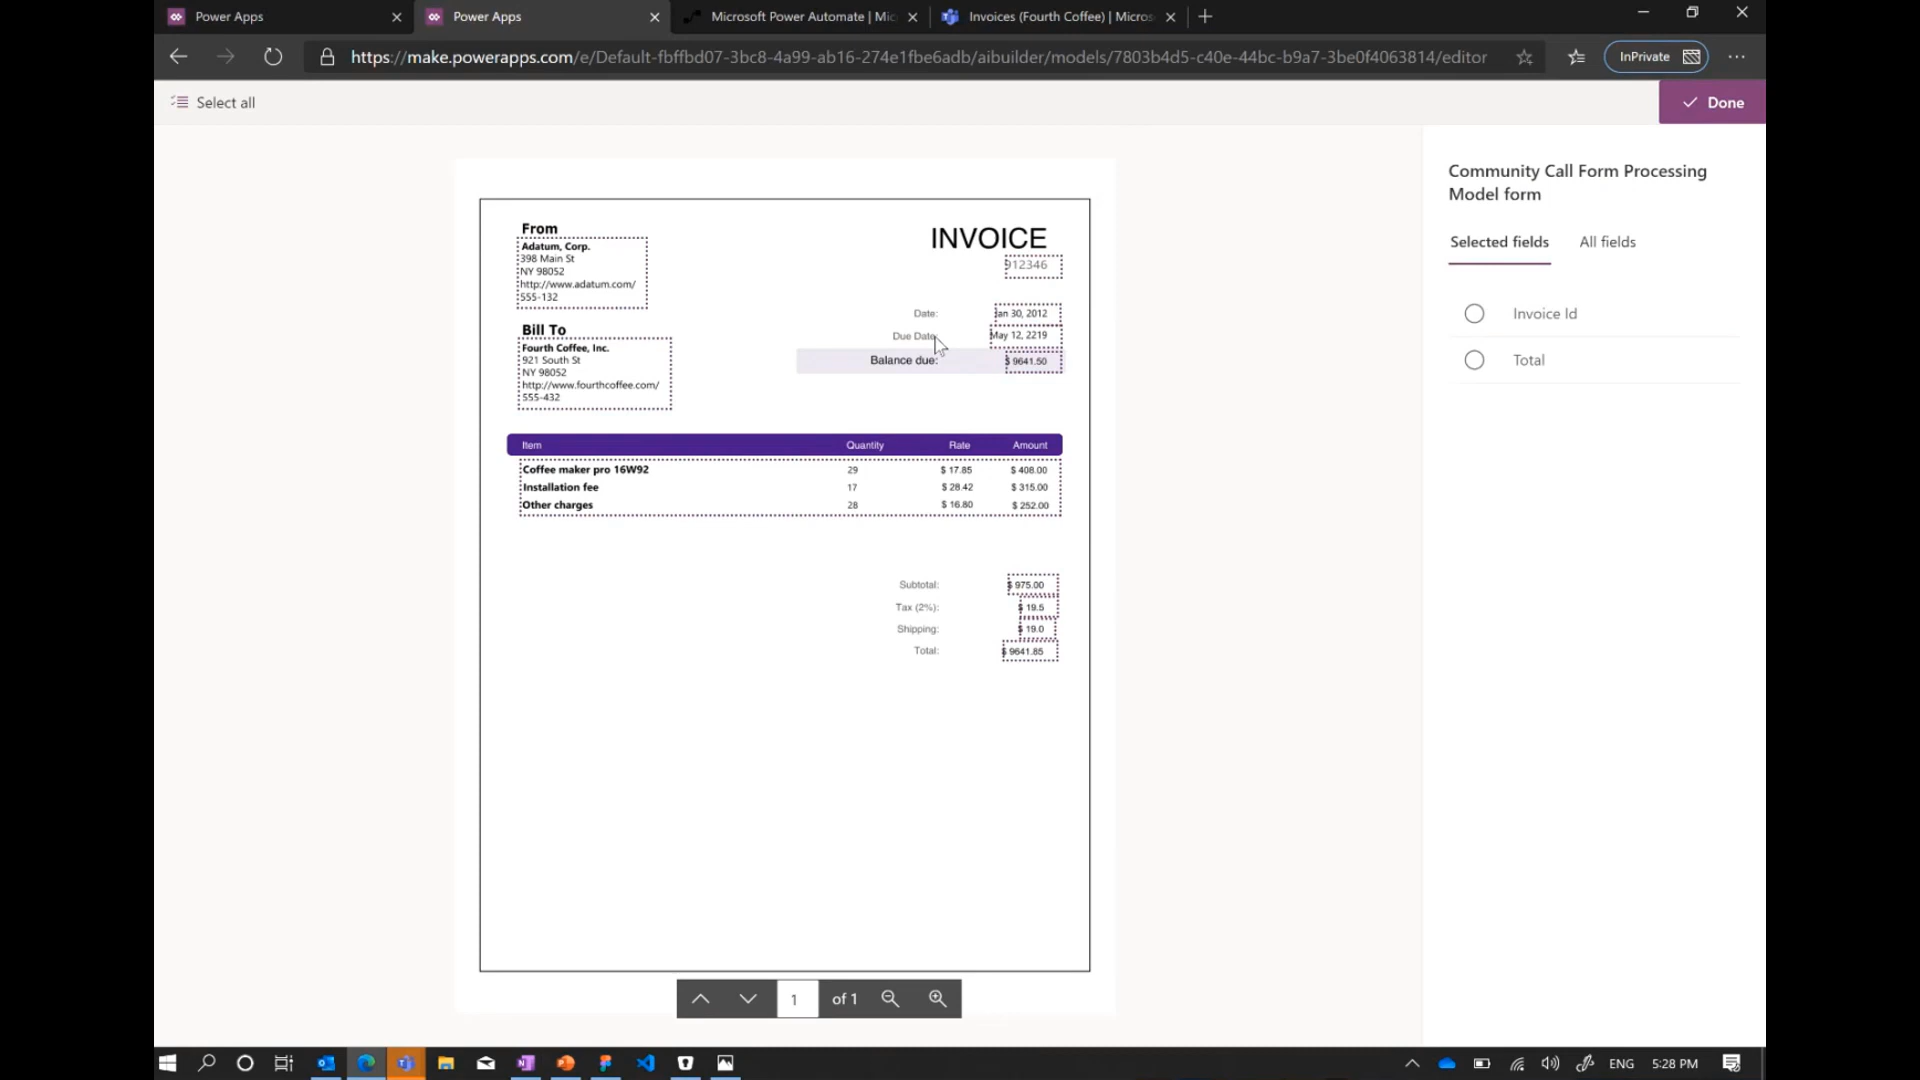 Power Apps
Power Apps
Microsoft Power Automate | Mic
Invoices (Fourth Coffee) | Micros
https://make.powerapps.com/e/Default-fbffbd07-3bc8-4a99-ab16-274e1fbe6adb/aibuilder/models/7803b4d5-c40e-44bc-b9a7-3be0f4063814/editor
InPrivate
Select all
Done
Community Call Form Processing
Model form
Selected fields
All fields
Invoice Id
Total
From
Adatum, Corp.
398 Main St
NY 98052
http://www.adatum.com/
555-132
INVOICE
912346
Date: Jan 30, 2012
Due Date: May 12, 2219
Balance due: $ 9641.50
Bill To
Fourth Coffee, Inc.
921 South St
NY 98052
http://www.fourthcoffee.com/
555-432
Item Quantity Rate Amount
Coffee maker pro 16W92 29 $ 17.85 $ 408.00
Installation fee 17 $ 28.42 $ 315.00
Other charges 28 $ 16.80 $ 252.00
Subtotal: $ 975.00
Tax (2%): $ 19.5
Shipping: $ 19.0
Total: $ 9641.85
1 of 1
ENG 5:28 PM